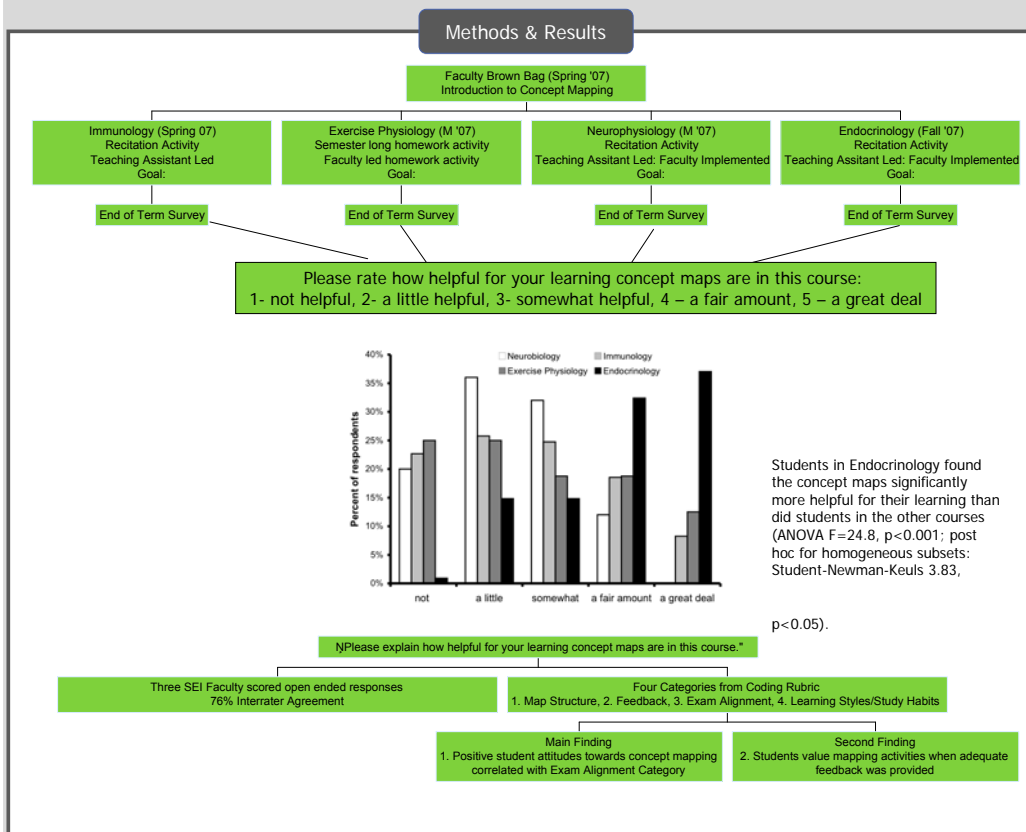 Methods & Results
Faculty Brown Bag (Spring '07)
Introduction to Concept Mapping
Immunology (Spring 07)
Recitation Activity
Teaching Assistant Led
Goal:
Exercise Physiology (M '07)
Semester long homework activity
Faculty led homework activity
Goal:
Neurophysiology (M '07)
Recitation Activity
Teaching Assitant Led: Faculty Implemented
Goal:
Endocrinology (Fall '07)
Recitation Activity
Teaching Assitant Led: Faculty Implemented
Goal:
End of Term Survey
End of Term Survey
End of Term Survey
End of Term Survey
Please rate how helpful for your learning concept maps are in this course:
1- not helpful, 2- a little helpful, 3- somewhat helpful, 4 – a fair amount, 5 – a great deal
Neurobiology
Immunology
Exercise Physiology
Endocrinology
Percent of respondents
40%
35%
30%
25%
20%
15%
10%
5%
0%
not
a little
somewhat
a fair amount
a great deal
Students in Endocrinology found
the concept maps significantly
more helpful for their learning than
did students in the other courses
(ANOVA F=24.8, p<0.001; post
hoc for homogeneous subsets:
Student-Newman-Keuls 3.83,
p<0.05).
ŅPlease explain how helpful for your learning concept maps are in this course."
Three SEI Faculty scored open ended responses
76% Interrater Agreement
Four Categories from Coding Rubric
1. Map Structure, 2. Feedback, 3. Exam Alignment, 4. Learning Styles/Study Habits
Main Finding
1. Positive student attitudes towards concept mapping
correlated with Exam Alignment Category
Second Finding
2. Students value mapping activities when adequate
feedback was provided